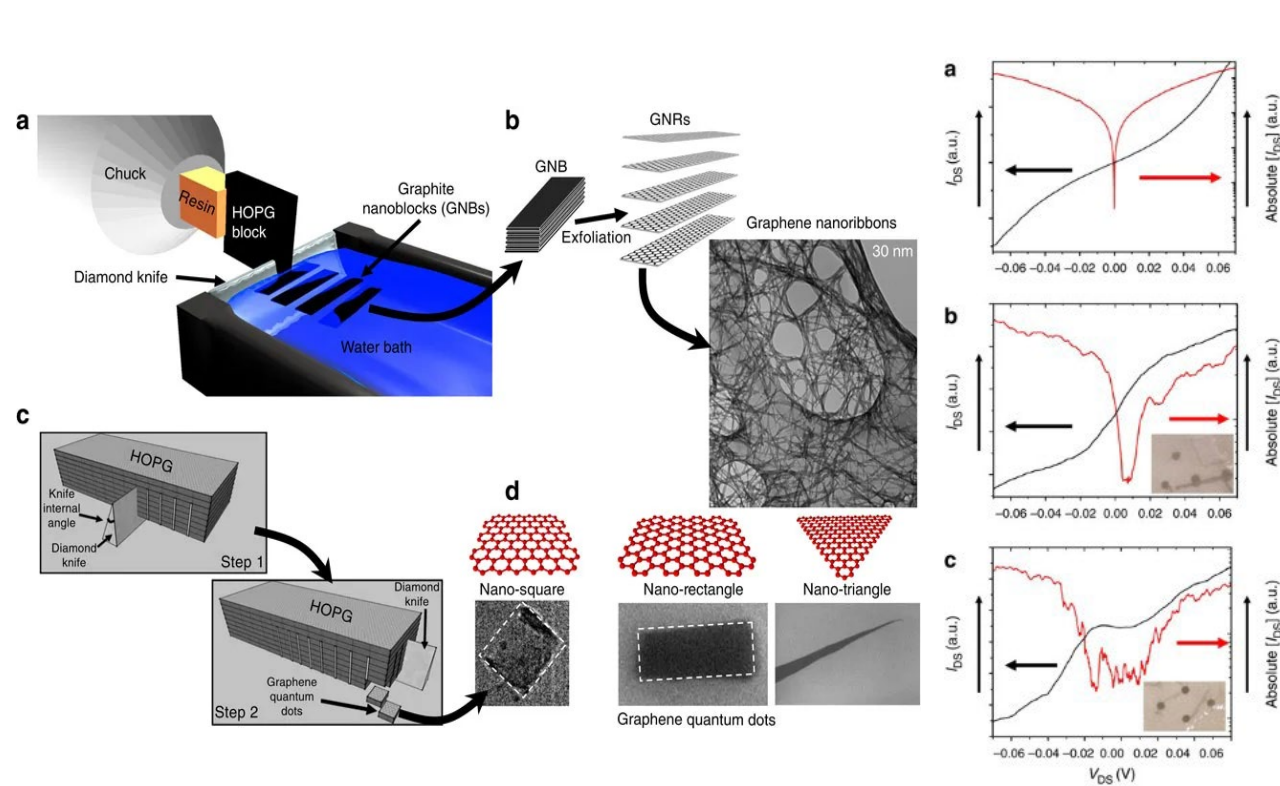 a
Chuck
Resin
HOPG
block
Graphite
nanoblocks (GNBs)
Diamond knife
Water bath
b
GNRs
GNB
Exfoliation
Graphene nanoribbons
30 nm
c
HOPG
Knife
internal
angle
Diamond
knife
Step 1
HOPG
Diamond
knife
Graphene
quantum
dots
Step 2
d
Nano-square
Nano-rectangle
Nano-triangle
Graphene quantum dots
a
I_DS (a.u.)
Absolute [I_DS] (a.u.)
−0.06 −0.04 −0.02 0.00 0.02 0.04 0.06
b
I_DS (a.u.)
Absolute [I_DS] (a.u.)
−0.06 −0.04 −0.02 0.00 0.02 0.04 0.06
c
I_DS (a.u.)
Absolute [I_DS] (a.u.)
−0.06 −0.04 −0.02 0.00 0.02 0.04 0.06
V_DS (V)